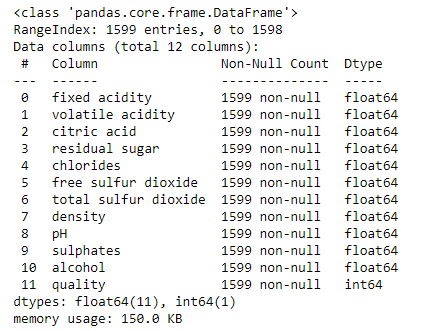 <class 'pandas.core.frame.DataFrame'>
RangeIndex: 1599 entries, 0 to 1598
Data columns (total 12 columns):
 #   Column                Non-Null Count  Dtype
---  ------                --------------  -----
 0   fixed acidity         1599 non-null   float64
 1   volatile acidity      1599 non-null   float64
 2   citric acid           1599 non-null   float64
 3   residual sugar        1599 non-null   float64
 4   chlorides             1599 non-null   float64
 5   free sulfur dioxide   1599 non-null   float64
 6   total sulfur dioxide  1599 non-null   float64
 7   density               1599 non-null   float64
 8   pH                    1599 non-null   float64
 9   sulphates             1599 non-null   float64
 10  alcohol               1599 non-null   float64
 11  quality               1599 non-null   int64
dtypes: float64(11), int64(1)
memory usage: 150.0 KB